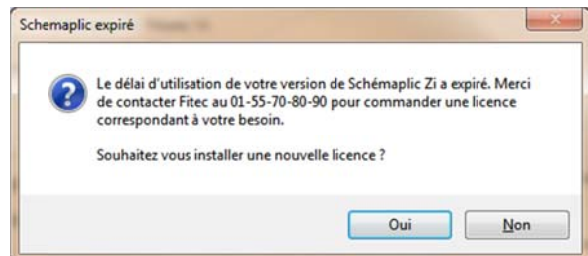 Schemaplic expiré
Le délai d'utilisation de votre version de Schémaplic Zi a expiré. Merci
de contacter Fitec au 01-55-70-80-90 pour commander une licence
correspondant à votre besoin.
Souhaitez vous installer une nouvelle licence ?
Oui
Non